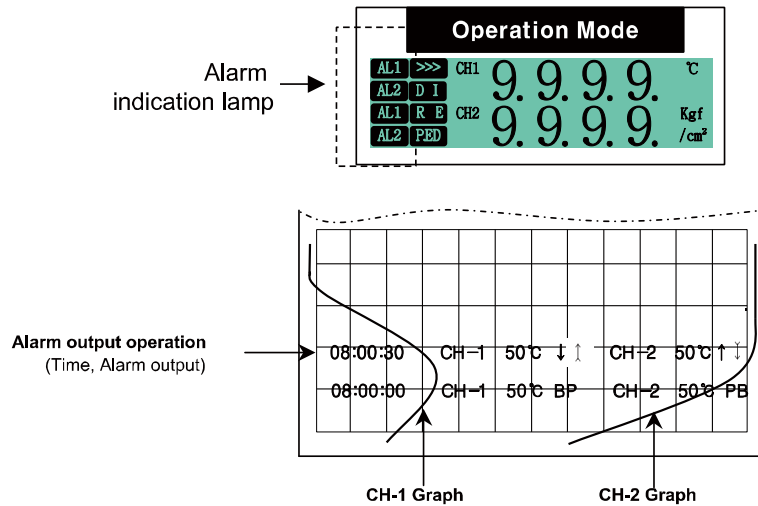 Operation Mode
Alarm
indication lamp
AL1 >>> CH1 9.9.9.9. ℃
AL2 D I
AL1 R E CH2 9.9.9.9. Kgf
AL2 P.ED /cm²
Alarm output operation
(Time, Alarm output)
08:00:30 CH-1 50℃ ↓↕ CH-2 50℃ ↑↕
08:00:00 CH-1 50℃ BP CH-2 50℃ PB
CH-1 Graph CH-2 Graph